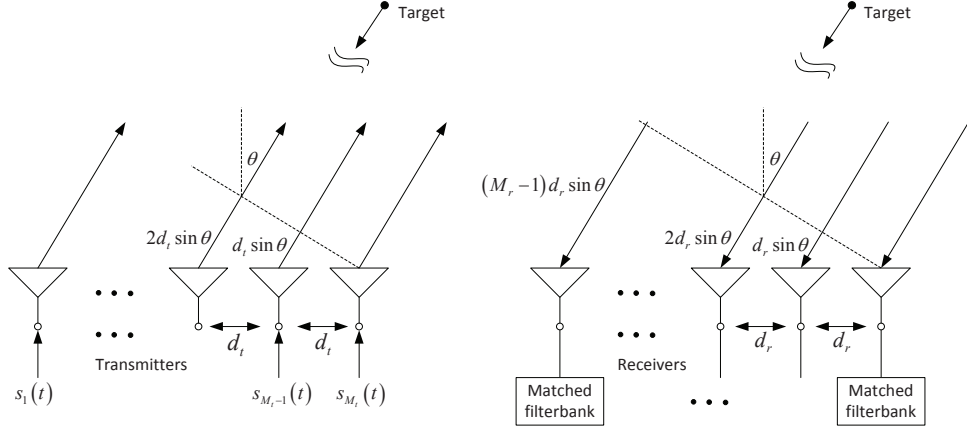 Target
θ
2d_t sin θ
d_t sin θ
• • •
• • •
d_t
d_t
Transmitters
s_1(t)
s_{M_t−1}(t)
s_{M_t}(t)
Target
θ
(M_r−1)d_r sin θ
2d_r sin θ
d_r sin θ
• • •
• • •
d_r
d_r
Receivers
Matched
filterbank
• • •
Matched
filterbank